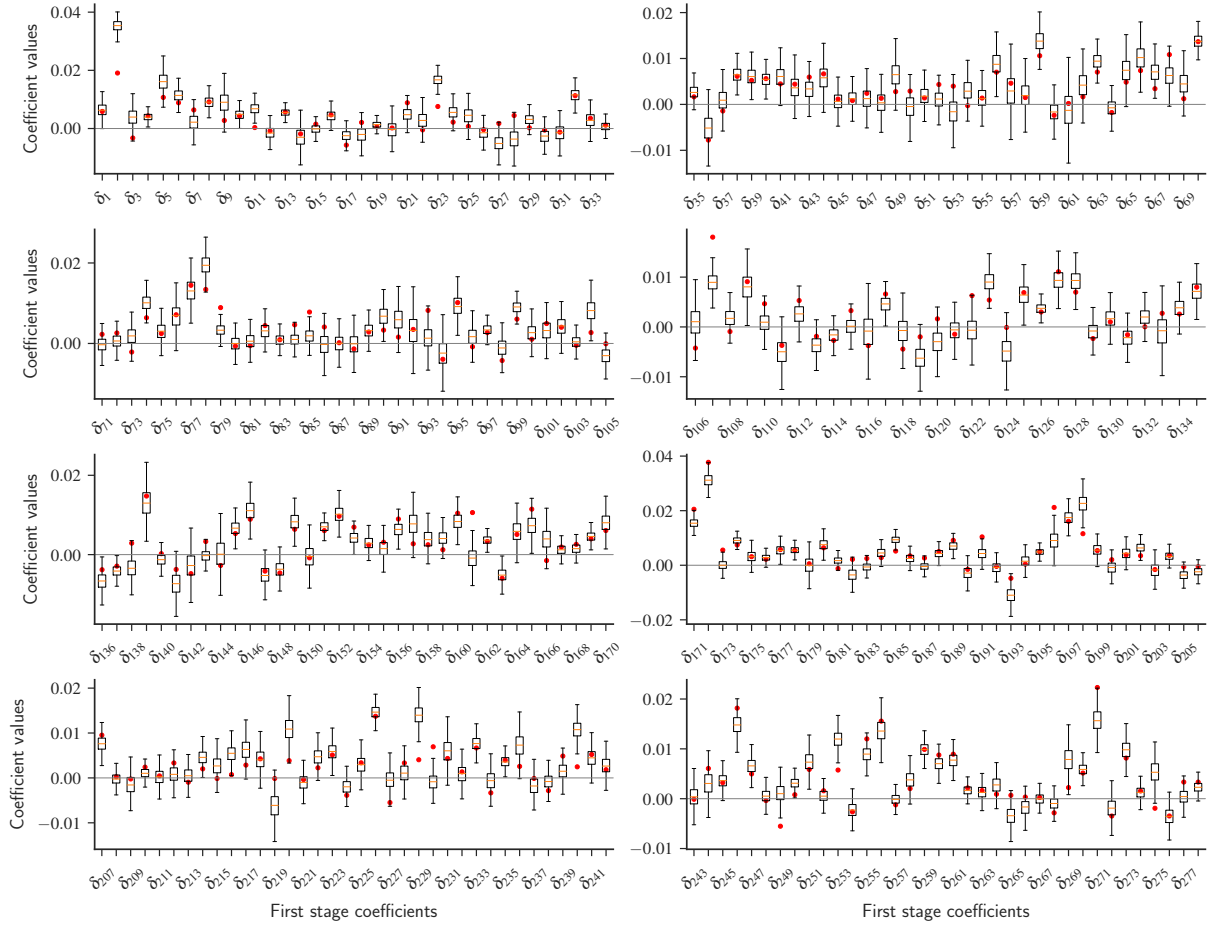 Coefficient values
0.04
0.02
0.00
δ1 δ3 δ5 δ7 δ9 δ11 δ13 δ15 δ17 δ19 δ21 δ23 δ25 δ27 δ29 δ31 δ33
0.02
0.01
0.00
−0.01
δ35 δ37 δ39 δ41 δ43 δ45 δ47 δ49 δ51 δ53 δ55 δ57 δ59 δ61 δ63 δ65 δ67 δ69
Coefficient values
0.02
0.00
δ71 δ73 δ75 δ77 δ79 δ81 δ83 δ85 δ87 δ89 δ91 δ93 δ95 δ97 δ99 δ101 δ103 δ105
0.01
0.00
−0.01
δ106 δ108 δ110 δ112 δ114 δ116 δ118 δ120 δ122 δ124 δ126 δ128 δ130 δ132 δ134
Coefficient values
0.02
0.00
δ136 δ138 δ140 δ142 δ144 δ146 δ148 δ150 δ152 δ154 δ156 δ158 δ160 δ162 δ164 δ166 δ168 δ170
0.04
0.02
0.00
−0.02
δ171 δ173 δ175 δ177 δ179 δ181 δ183 δ185 δ187 δ189 δ191 δ193 δ195 δ197 δ199 δ201 δ203 δ205
Coefficient values
0.02
0.01
0.00
−0.01
δ207 δ209 δ211 δ213 δ215 δ217 δ219 δ221 δ223 δ225 δ227 δ229 δ231 δ233 δ235 δ237 δ239 δ241
First stage coefficients
0.02
0.01
0.00
−0.01
δ243 δ245 δ247 δ249 δ251 δ253 δ255 δ257 δ259 δ261 δ263 δ265 δ267 δ269 δ271 δ273 δ275 δ277
First stage coefficients